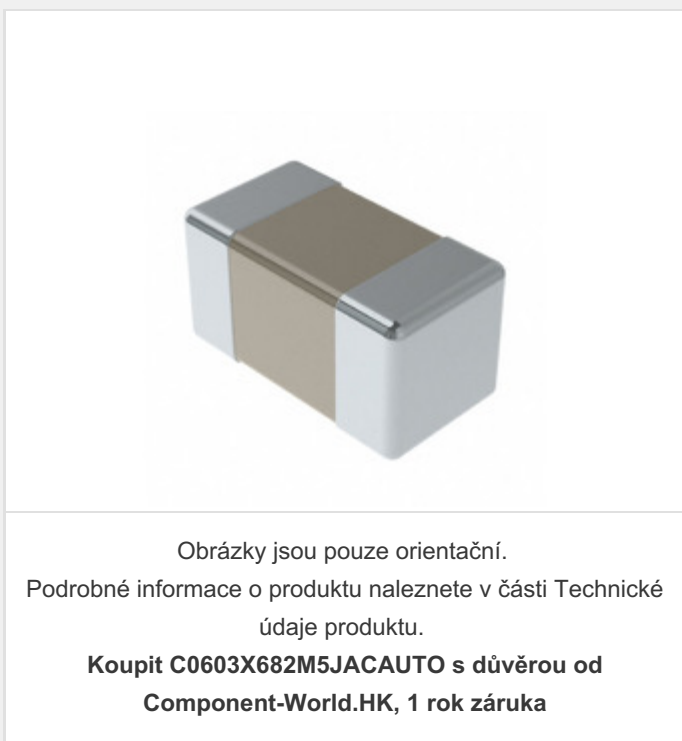 Obrázky jsou pouze orientační.
Podrobné informace o produktu naleznete v části Technické
údaje produktu.
Koupit C0603X682M5JACAUTO s důvěrou od
Component-World.HK, 1 rok záruka